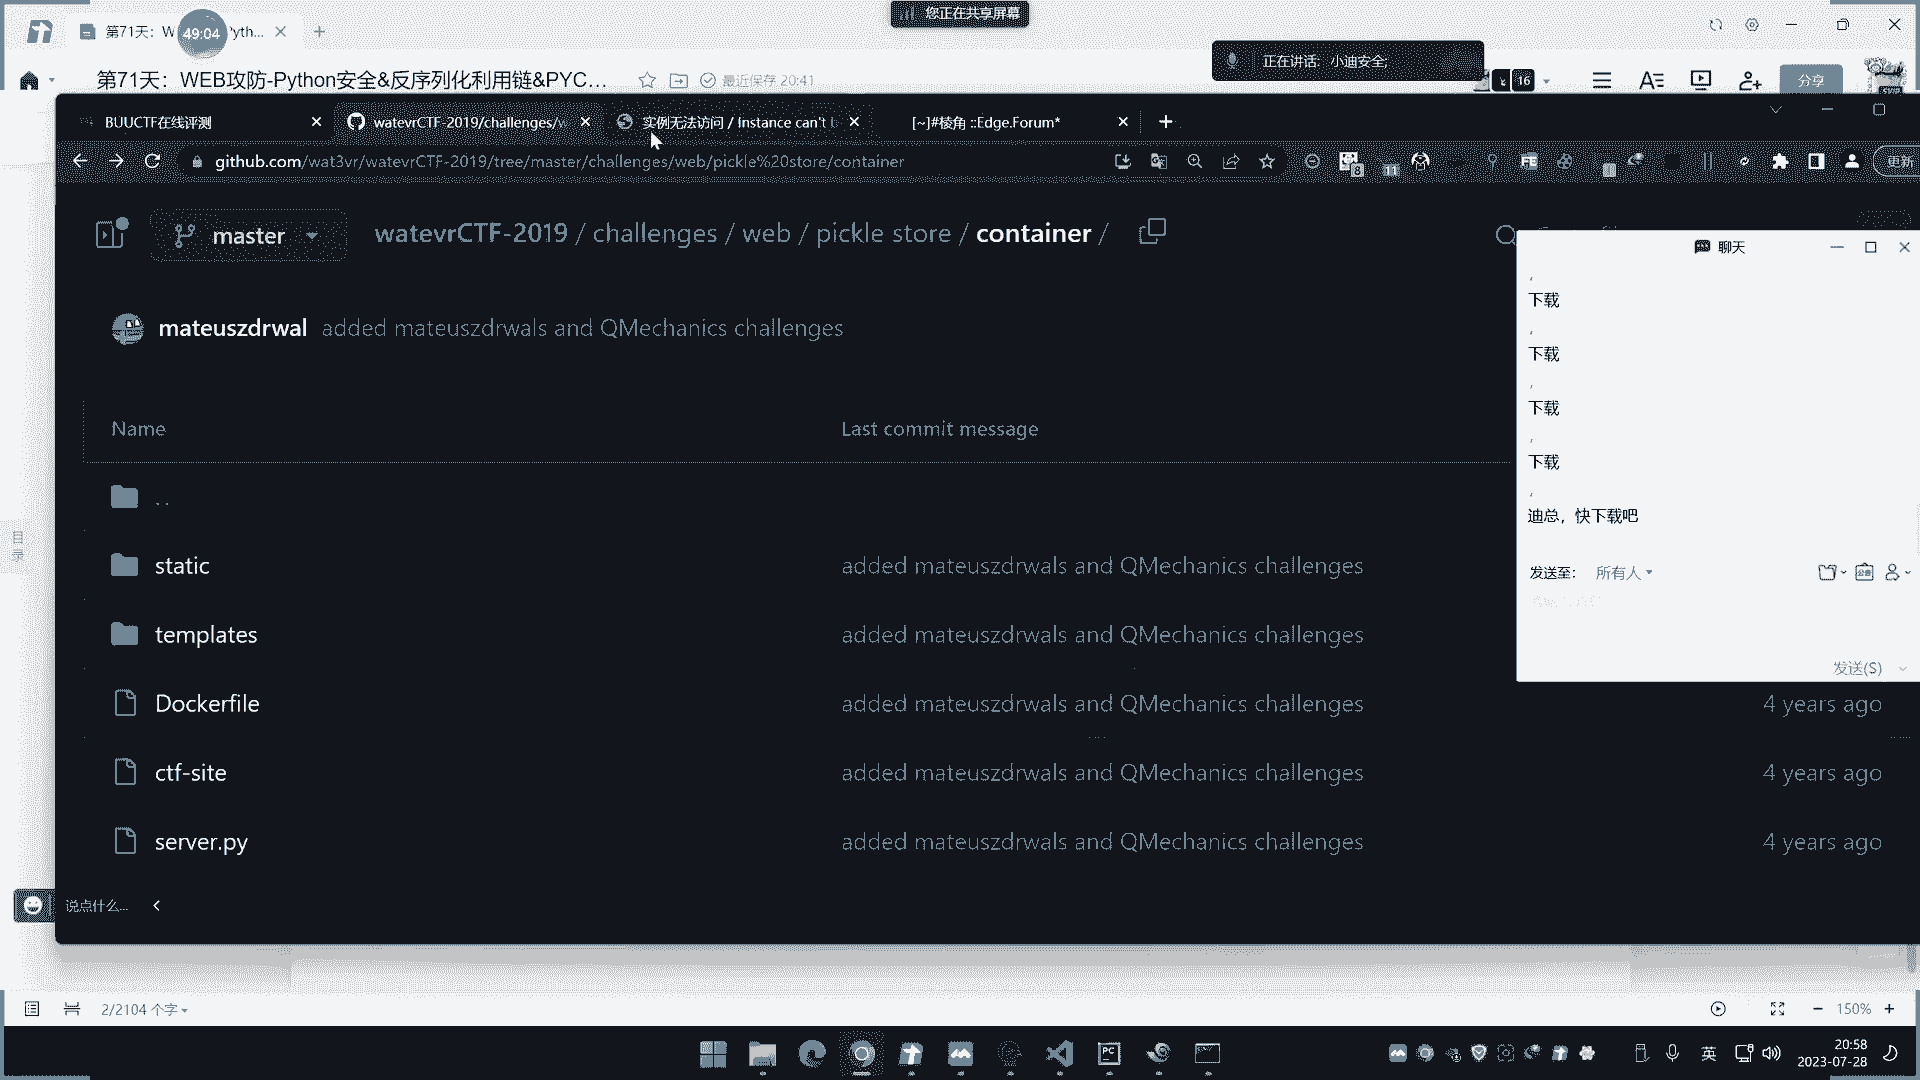 您正在共享屏幕
第71天：W
49:04
'yth...
正在讲话：小迪安全;
第71天：WEB攻防-Python安全&反序列化利用链&PYC...
最近保存 20:41
16
分享
BUUCTF在线评测
watevrCTF-2019/challenges/w
实例无法访问 / Instance can't b
[~]#棱角 ::Edge.Forum*
github.com/wat3vr/watevrCTF-2019/tree/master/challenges/web/pickle%20store/container
8
11
FE
更新
master
watevrCTF-2019 / challenges / web / pickle store / container /
聊天
mateuszdrwal added mateuszdrwals and QMechanics challenges
,
下载
,
下载
,
下载
,
下载
,
迪总，快下载吧
发送至： 所有人
发送(S)
Name
Last commit message
..
static
added mateuszdrwals and QMechanics challenges
templates
added mateuszdrwals and QMechanics challenges
Dockerfile
added mateuszdrwals and QMechanics challenges
4 years ago
ctf-site
added mateuszdrwals and QMechanics challenges
4 years ago
server.py
added mateuszdrwals and QMechanics challenges
4 years ago
目录
说点什么...
2/2104 个字
150%
PC
英
20:58
2023-07-28